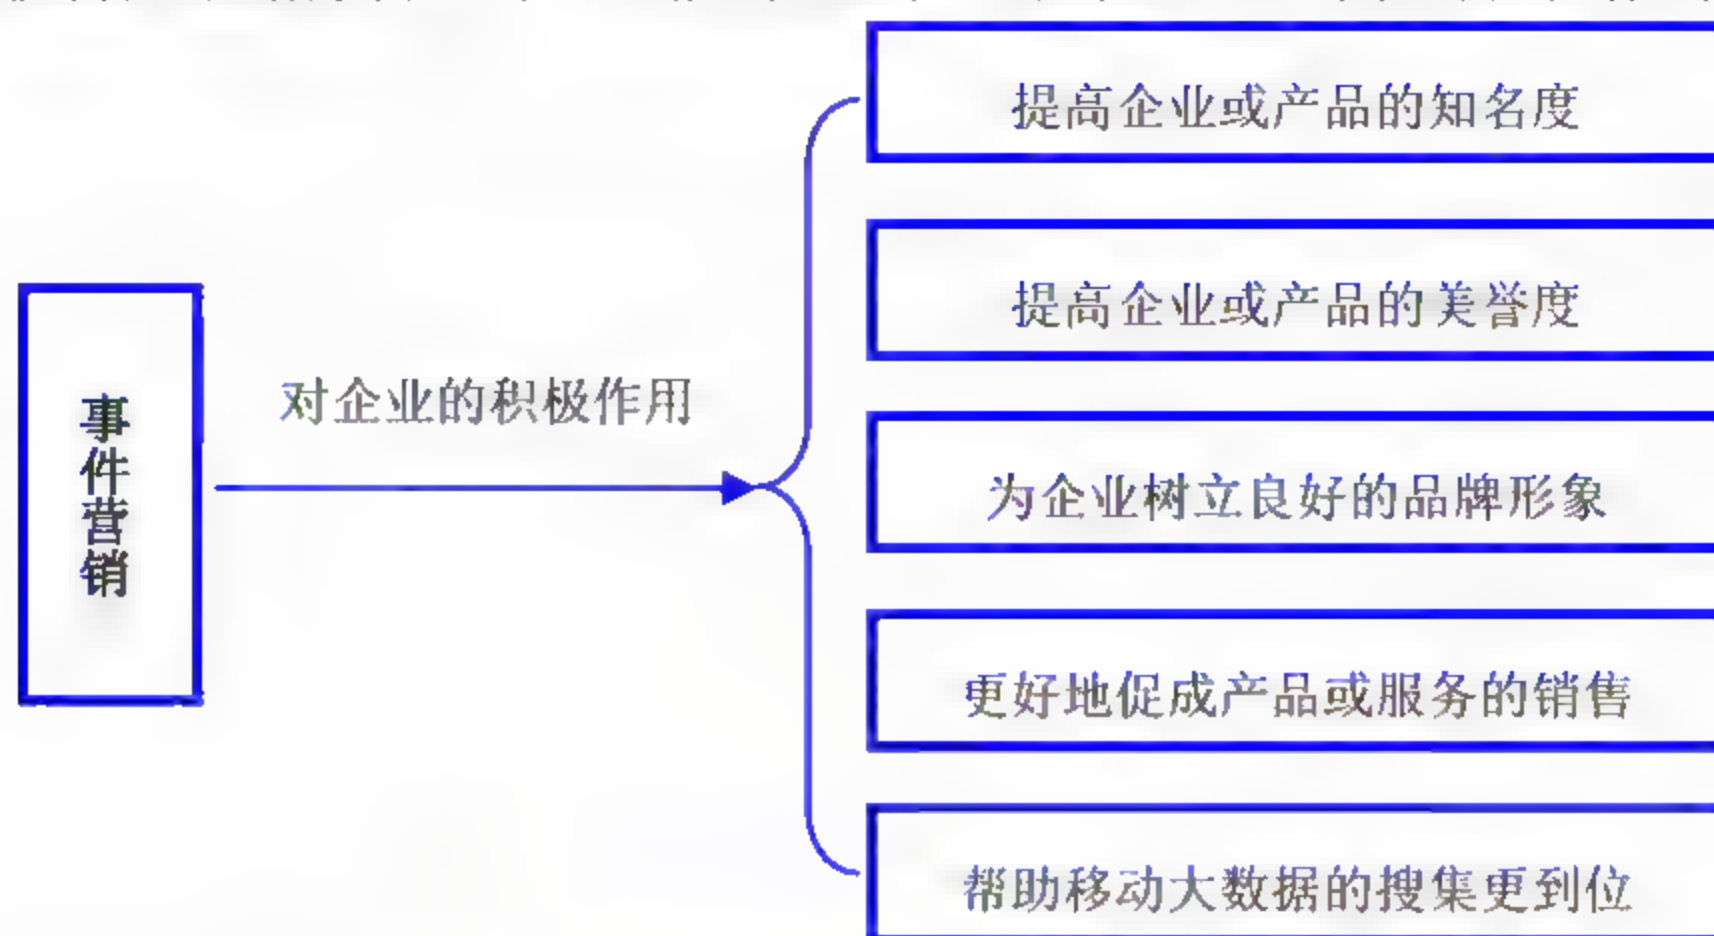 事件营销
对企业的积极作用
提高企业或产品的知名度
提高企业或产品的美誉度
为企业树立良好的品牌形象
更好地促成产品或服务的销售
帮助移动大数据的搜集更到位